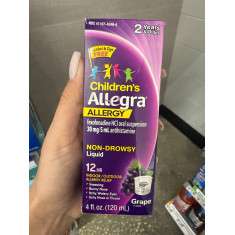 2 Years
& Older
FREE
Children's
Allegra
ALLERGY
fexofenadine HCl oral suspension
30 mg/5 mL antihistamine
NON-DROWSY
Liquid
12 HR
INDOOR/OUTDOOR
ALLERGY RELIEF
Sneezing
Runny Nose
Itchy, Watery Eyes
Itchy Nose or Throat
Grape
4 fl. oz (120 mL)